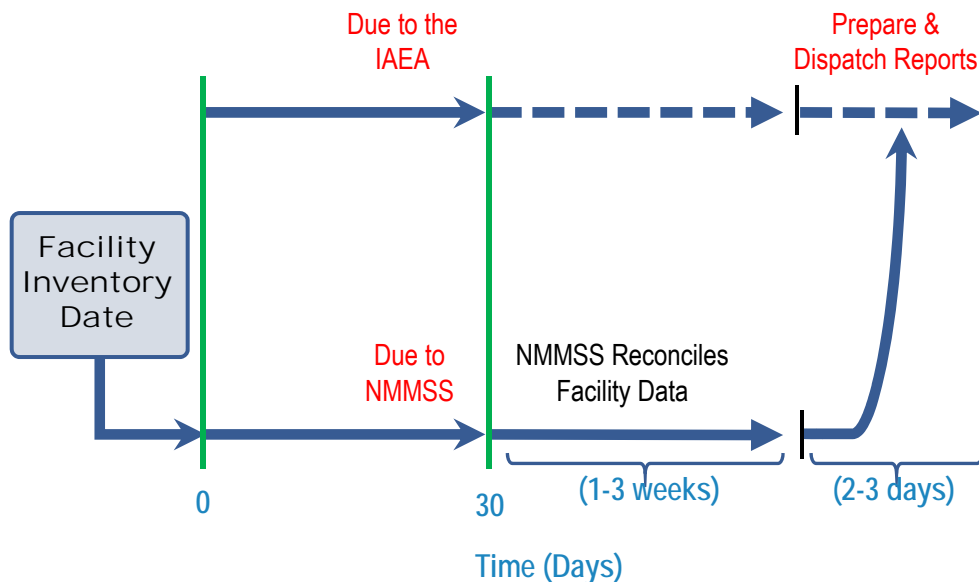 Due to the
IAEA
Prepare &
Dispatch Reports
Facility
Inventory
Date
Due to
NMMSS
NMMSS Reconciles
Facility Data
(1-3 weeks)
(2-3 days)
0
30
Time (Days)